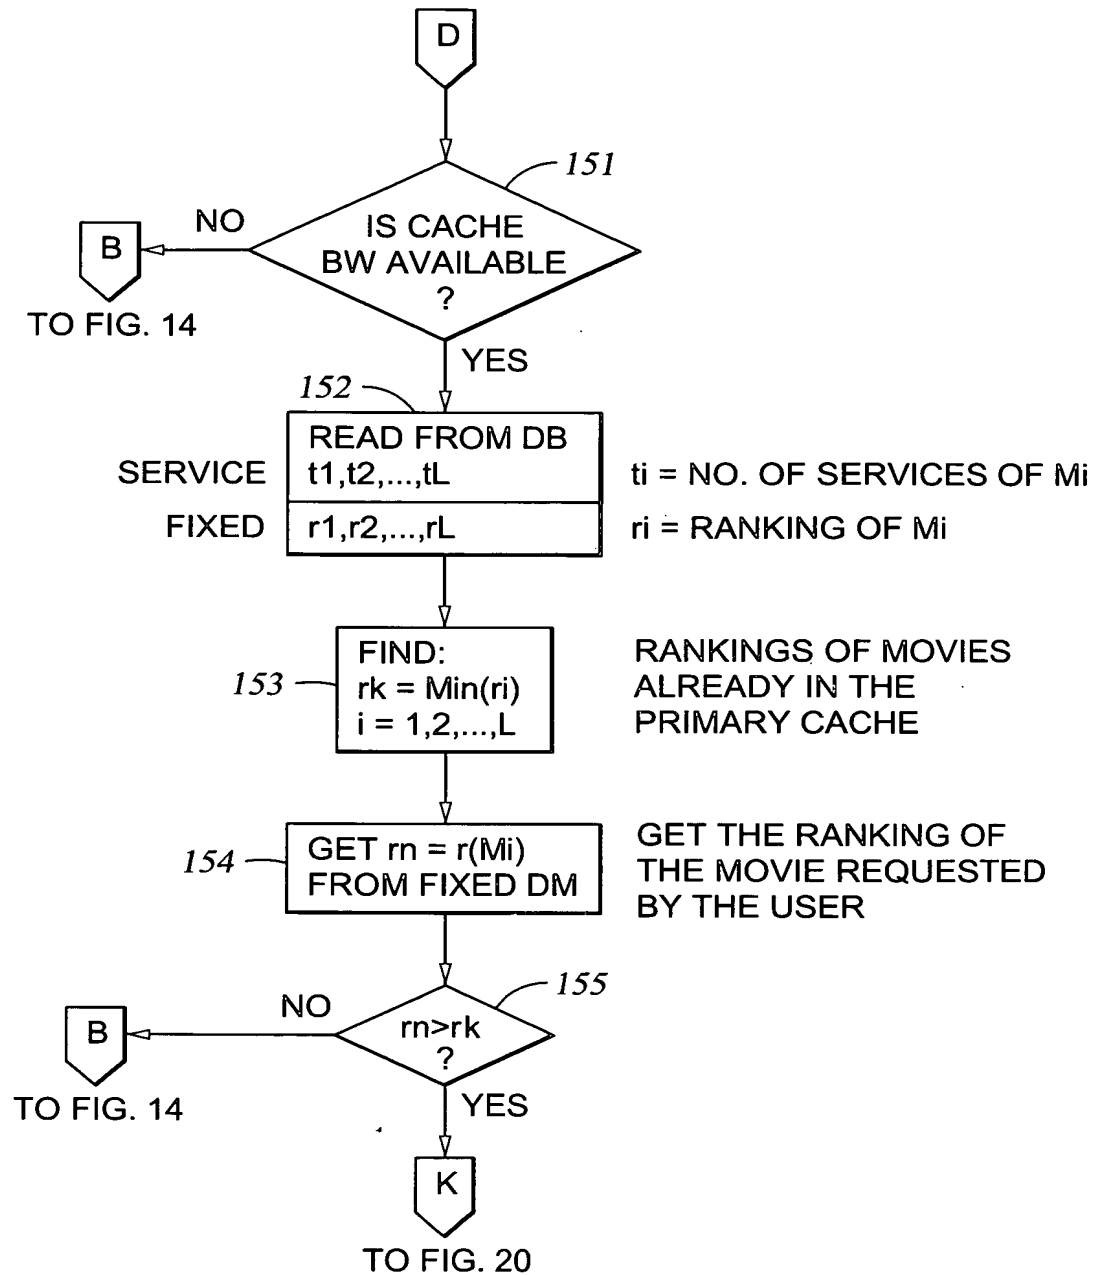 D
151
IS CACHE
BW AVAILABLE
?
NO
B
TO FIG. 14
YES
152
READ FROM DB
SERVICE
t1,t2,...,tL
ti = NO. OF SERVICES OF Mi
FIXED
r1,r2,...,rL
ri = RANKING OF Mi
153
FIND:
rk = Min(ri)
i = 1,2,...,L
RANKINGS OF MOVIES
ALREADY IN THE
PRIMARY CACHE
154
GET rn = r(Mi)
FROM FIXED DM
GET THE RANKING OF
THE MOVIE REQUESTED
BY THE USER
155
rn>rk
?
NO
B
TO FIG. 14
YES
K
TO FIG. 20